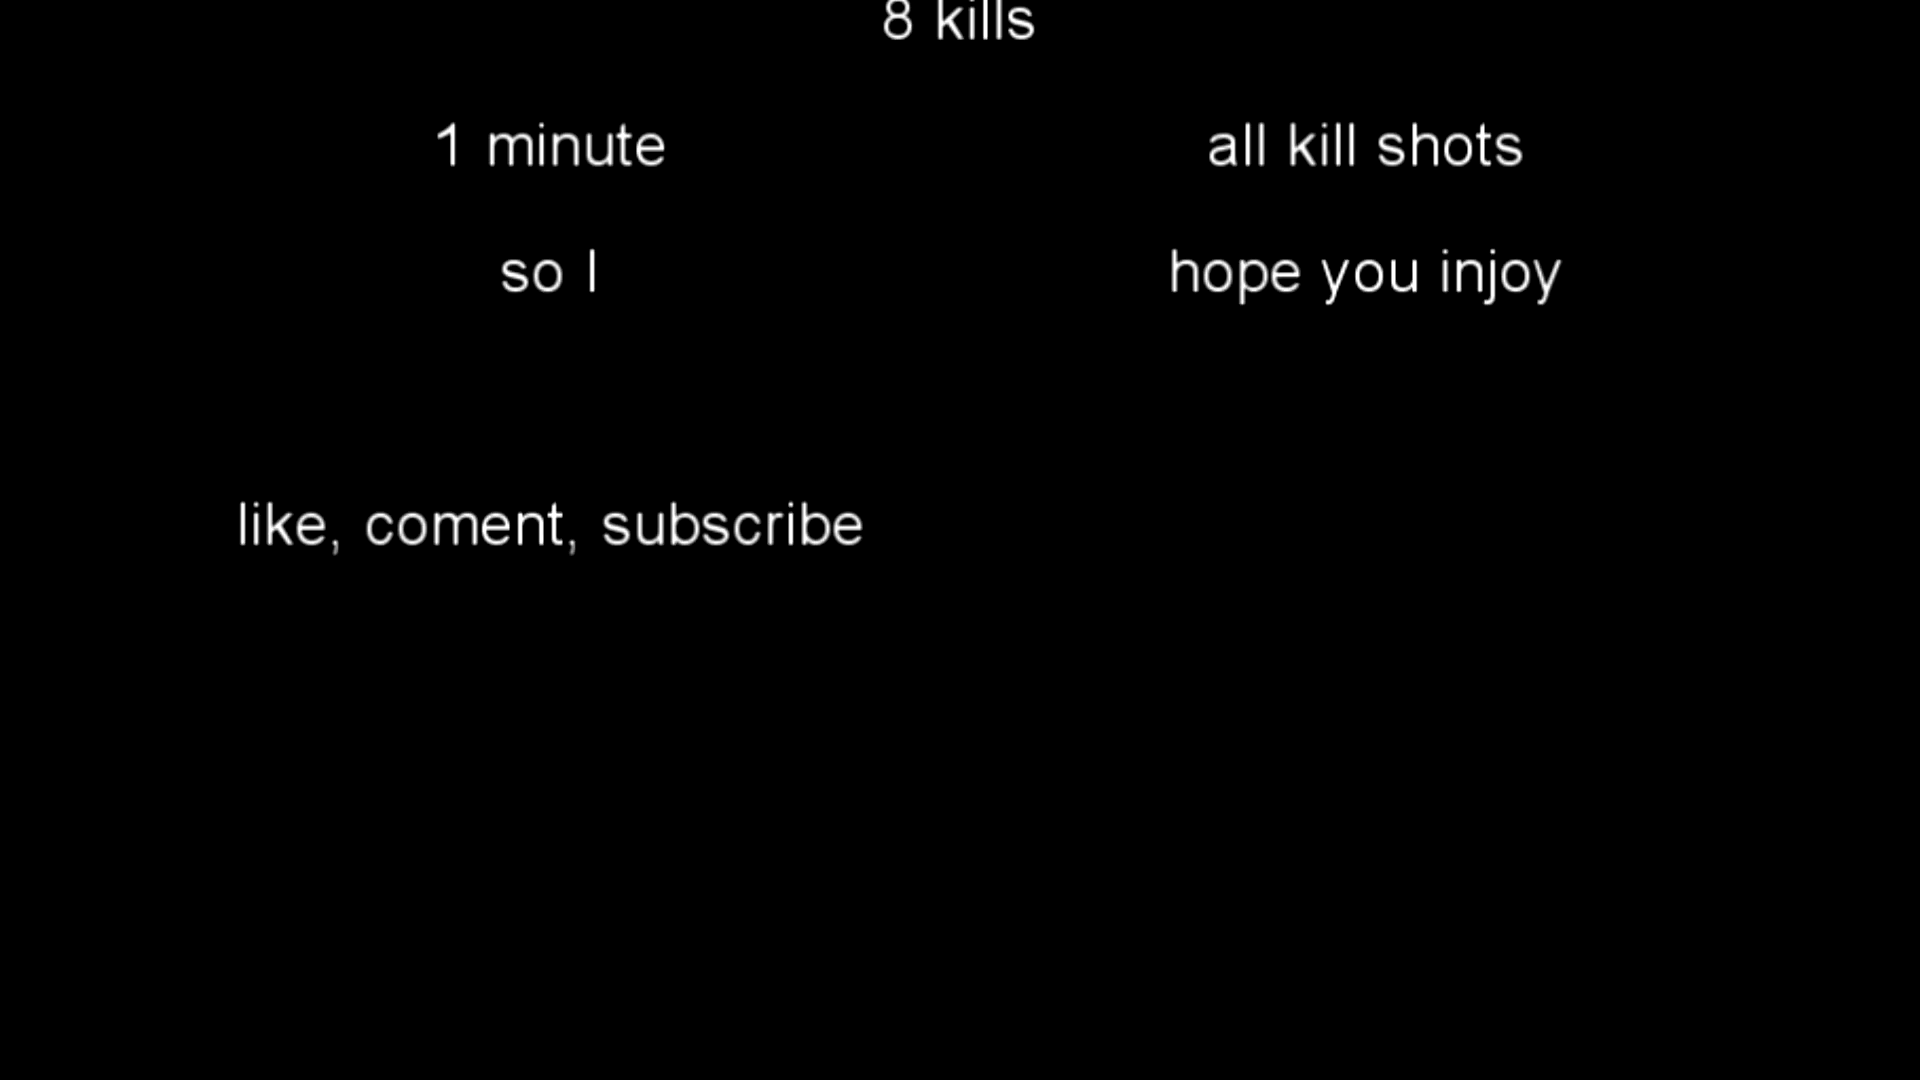 8 kills
1 minute all kill shots
so I hope you injoy
like, coment, subscribe